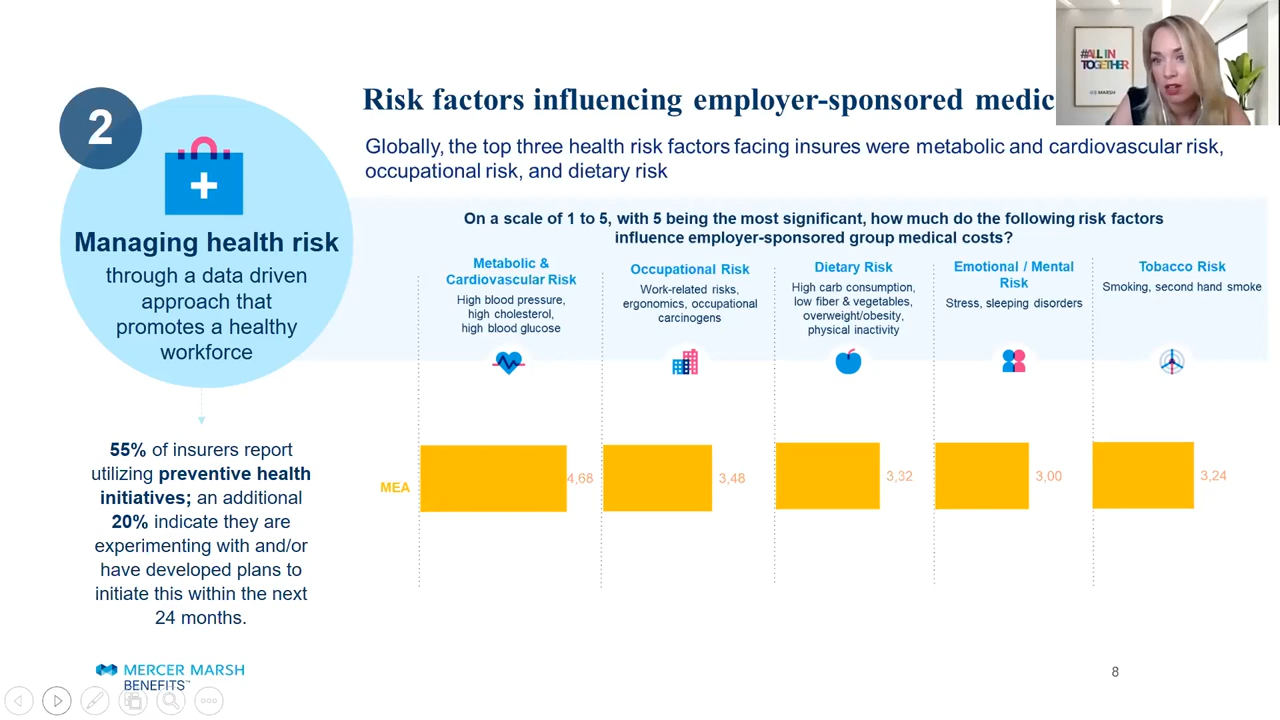 #ALL IN
TOGETHER
MARSH
2
Risk factors influencing employer-sponsored medic
Globally, the top three health risk factors facing insures were metabolic and cardiovascular risk,
occupational risk, and dietary risk
Managing health risk
through a data driven
approach that
promotes a healthy
workforce
55% of insurers report
utilizing preventive health
initiatives; an additional
20% indicate they are
experimenting with and/or
have developed plans to
initiate this within the next
24 months.
On a scale of 1 to 5, with 5 being the most significant, how much do the following risk factors
influence employer-sponsored group medical costs?
Metabolic &
Cardiovascular Risk
High blood pressure,
high cholesterol,
high blood glucose
Occupational Risk
Work-related risks,
ergonomics, occupational
carcinogens
Dietary Risk
High carb consumption,
low fiber & vegetables,
overweight/obesity,
physical inactivity
Emotional / Mental
Risk
Stress, sleeping disorders
Tobacco Risk
Smoking, second hand smoke
MEA
4,68
3,48
3,32
3,00
3,24
MERCER MARSH
BENEFITS™
8